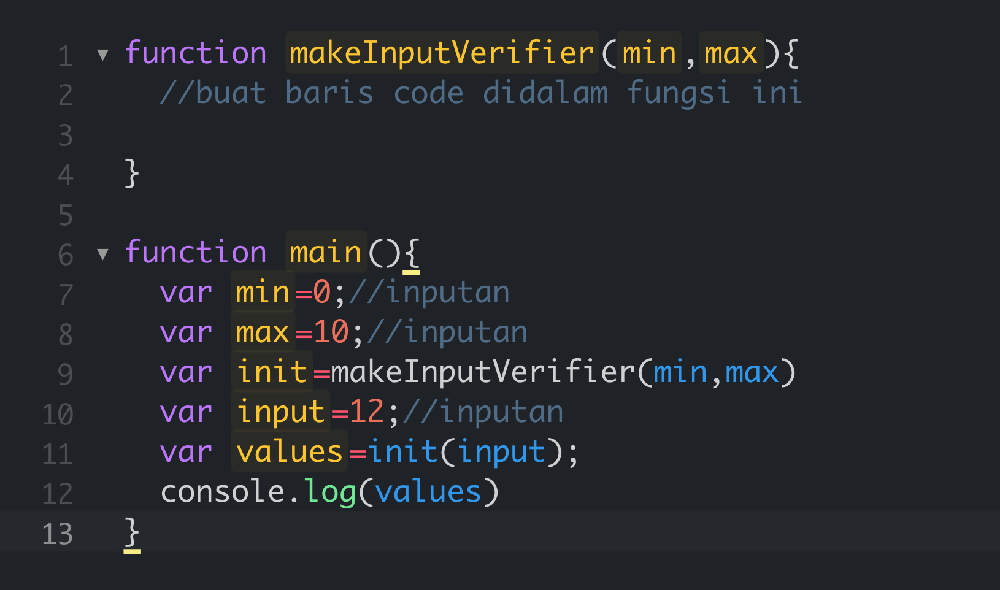 1 ▼ function makeInputVerifier(min,max){
2 //buat baris code didalam fungsi ini
3
4 }
5
6 ▼ function main(){
7 var min=0;//inputan
8 var max=10;//inputan
9 var init=makeInputVerifier(min,max)
10 var input=12;//inputan
11 var values=init(input);
12 console.log(values)
13 }